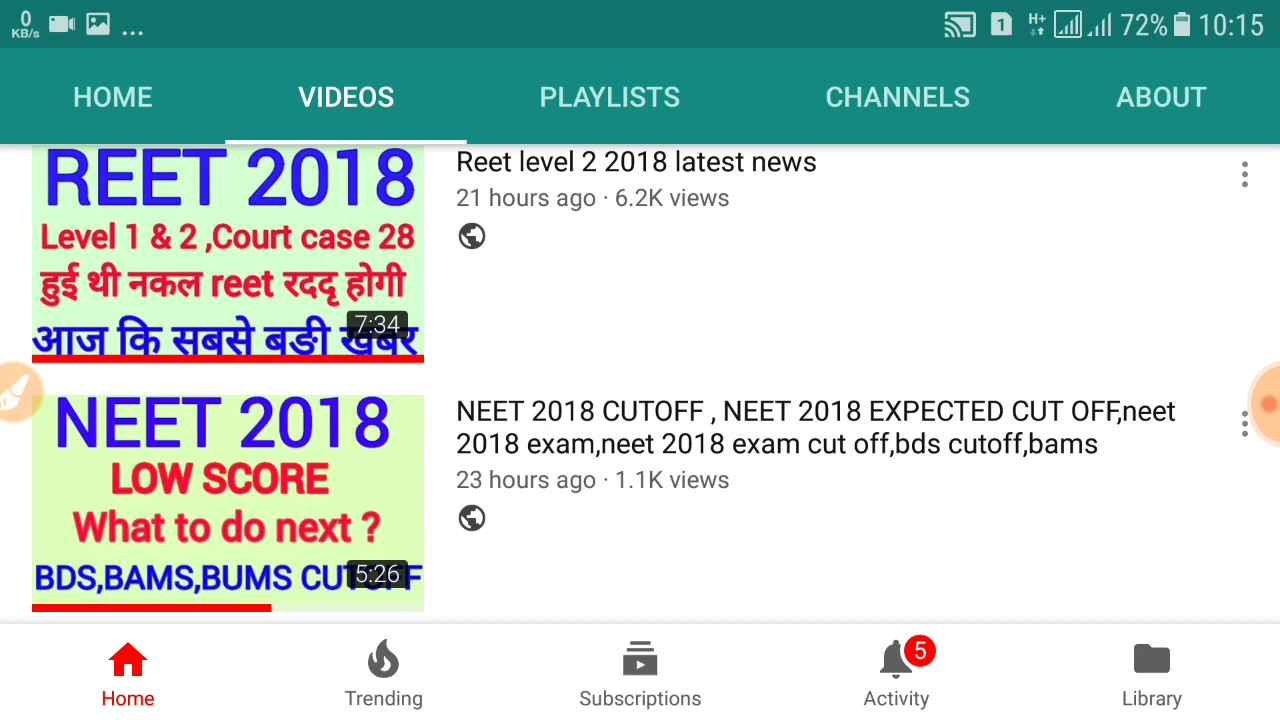 0
KB/s
...
1
H+
72%
10:15
HOME
VIDEOS
PLAYLISTS
CHANNELS
ABOUT
REET 2018
Level 1 & 2 ,Court case 28
हुई थी नकल reet रददृ होगी
आज कि सबसे बङी खबर
7:34
Reet level 2 2018 latest news
21 hours ago · 6.2K views
NEET 2018
LOW SCORE
What to do next ?
BDS,BAMS,BUMS CUTOFF
5:26
NEET 2018 CUTOFF , NEET 2018 EXPECTED CUT OFF,neet
2018 exam,neet 2018 exam cut off,bds cutoff,bams
23 hours ago · 1.1K views
Home
Trending
Subscriptions
5
Activity
Library